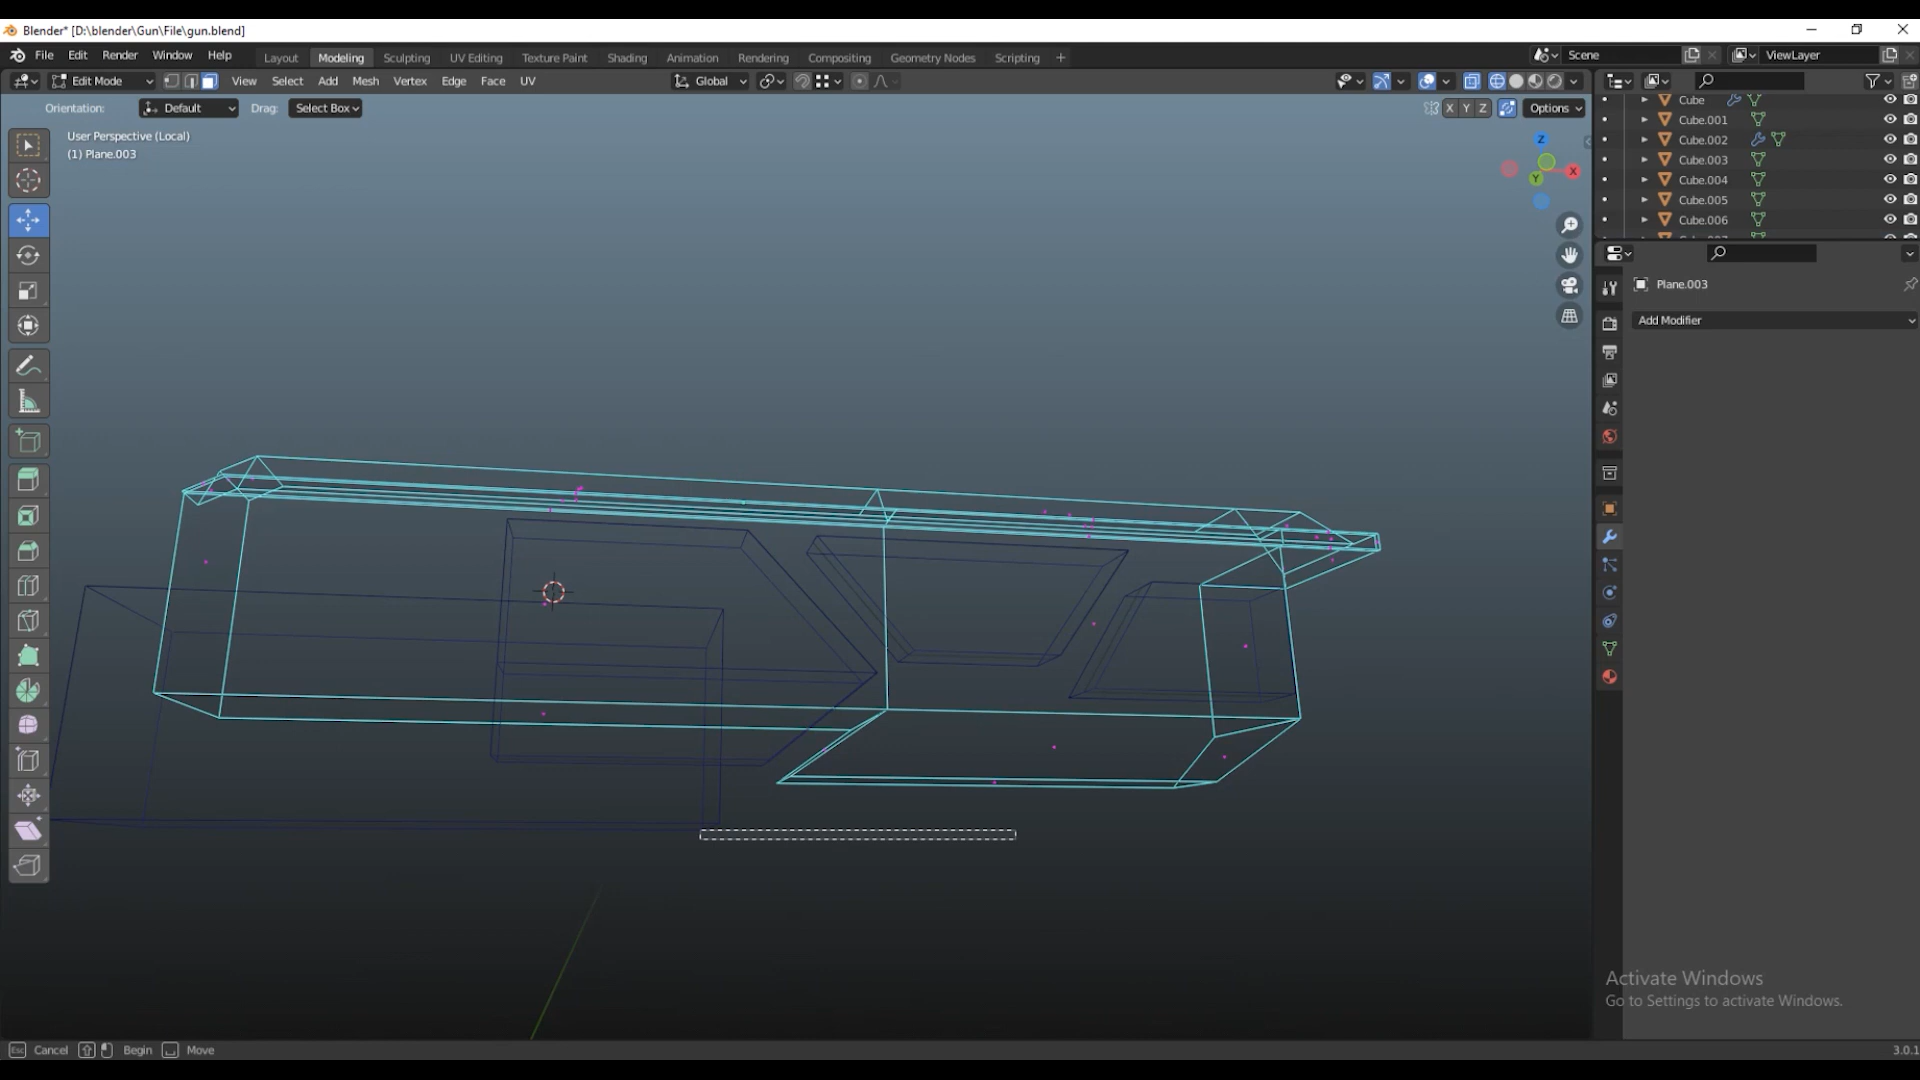 Blender* [D:\blender\Gun\File\gun.blend]
File Edit Render Window Help Layout Modeling Sculpting UV Editing Texture Paint Shading Animation Rendering Compositing Geometry Nodes Scripting + Scene ViewLayer
Edit Mode View Select Add Mesh Vertex Edge Face UV Global
Orientation: Default Drag: Select Box X Y Z Options
User Perspective (Local)
(1) Plane.003
Z
X
Y
Cube
Cube.001
Cube.002
Cube.003
Cube.004
Cube.005
Cube.006
Plane.003
Add Modifier
Activate Windows
Go to Settings to activate Windows.
Esc Cancel Begin Move 3.0.1